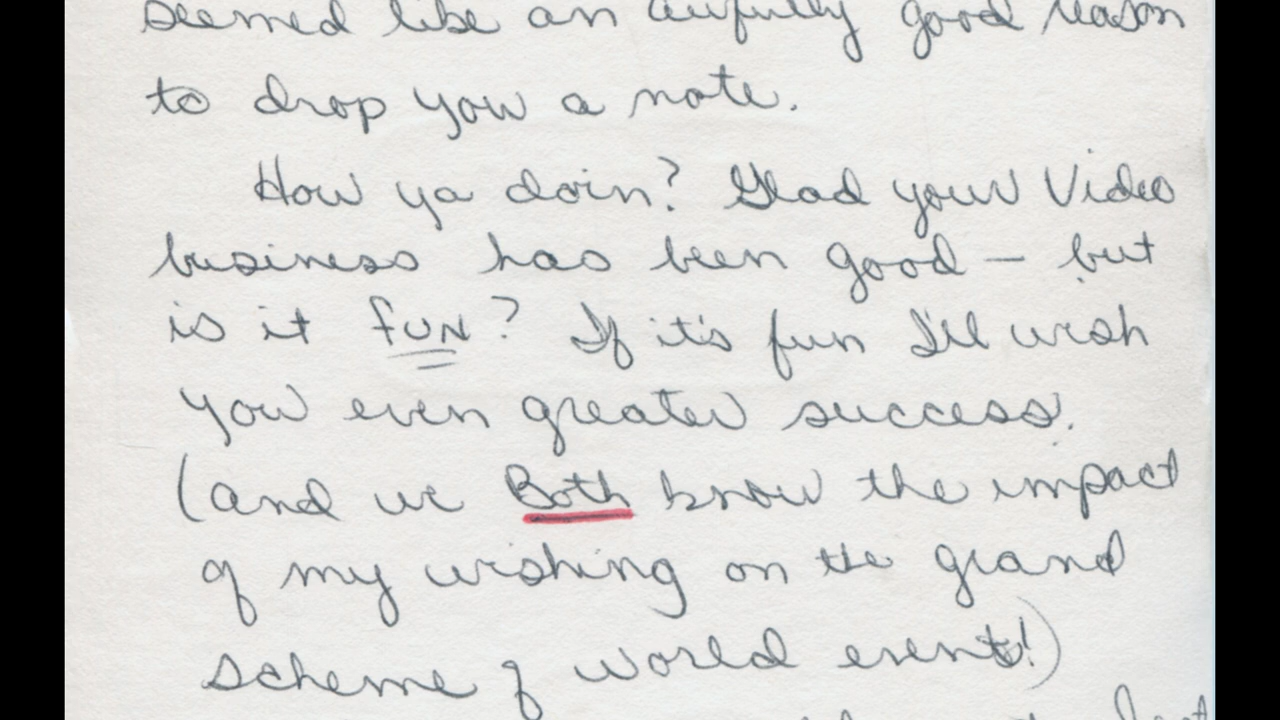 seemed like an awfully good reason
to drop you a note.
How ya doin? Glad your Video
business has been good – but
is it fun? If it's fun I'll wish
you even greater success.
(and we Both know the impact
of my wishing on the grand
scheme of world events!)